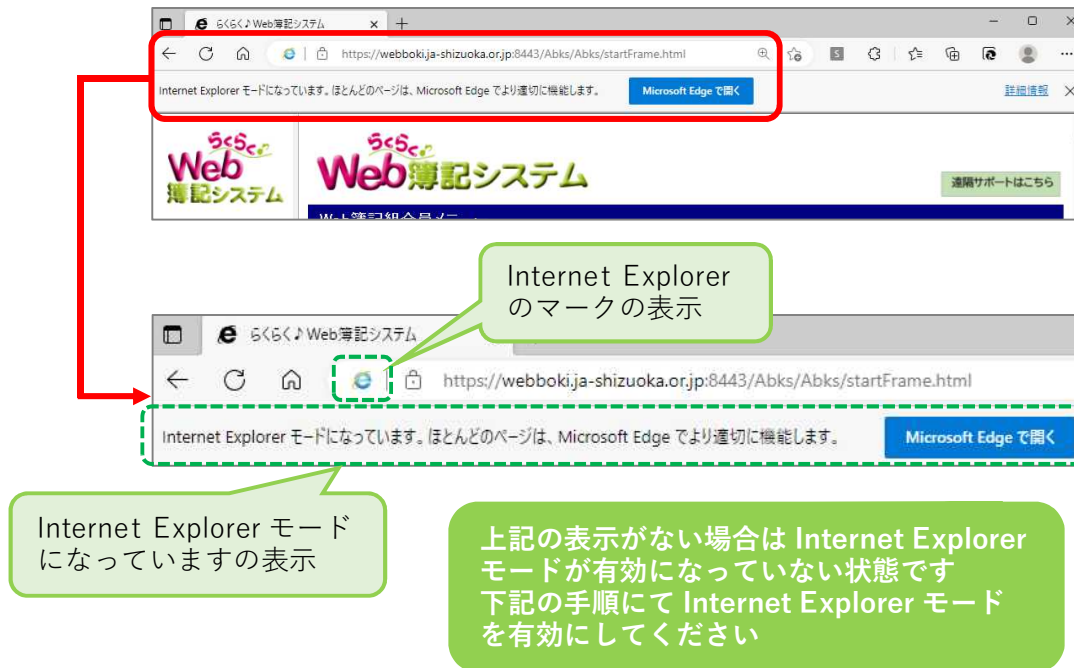 らくらく♪Web簿記システム
https://webboki.ja-shizuoka.or.jp:8443/Abks/Abks/startFrame.html
Internet Explorer モードになっています。ほとんどのページは、Microsoft Edge でより適切に機能します。 Microsoft Edge で開く 詳細情報
らくらく♪
Web
簿記システム
らくらく♪
Web簿記システム
遠隔サポートはこちら
Web簿記組合員メニュー
Internet Explorer
のマークの表示
らくらく♪Web簿記システム
https://webboki.ja-shizuoka.or.jp:8443/Abks/Abks/startFrame.html
Internet Explorer モードになっています。ほとんどのページは、Microsoft Edge でより適切に機能します。 Microsoft Edge で開く
Internet Explorer モード
になっていますの表示
上記の表示がない場合は Internet Explorer
モードが有効になっていない状態です
下記の手順にて Internet Explorer モード
を有効にしてください